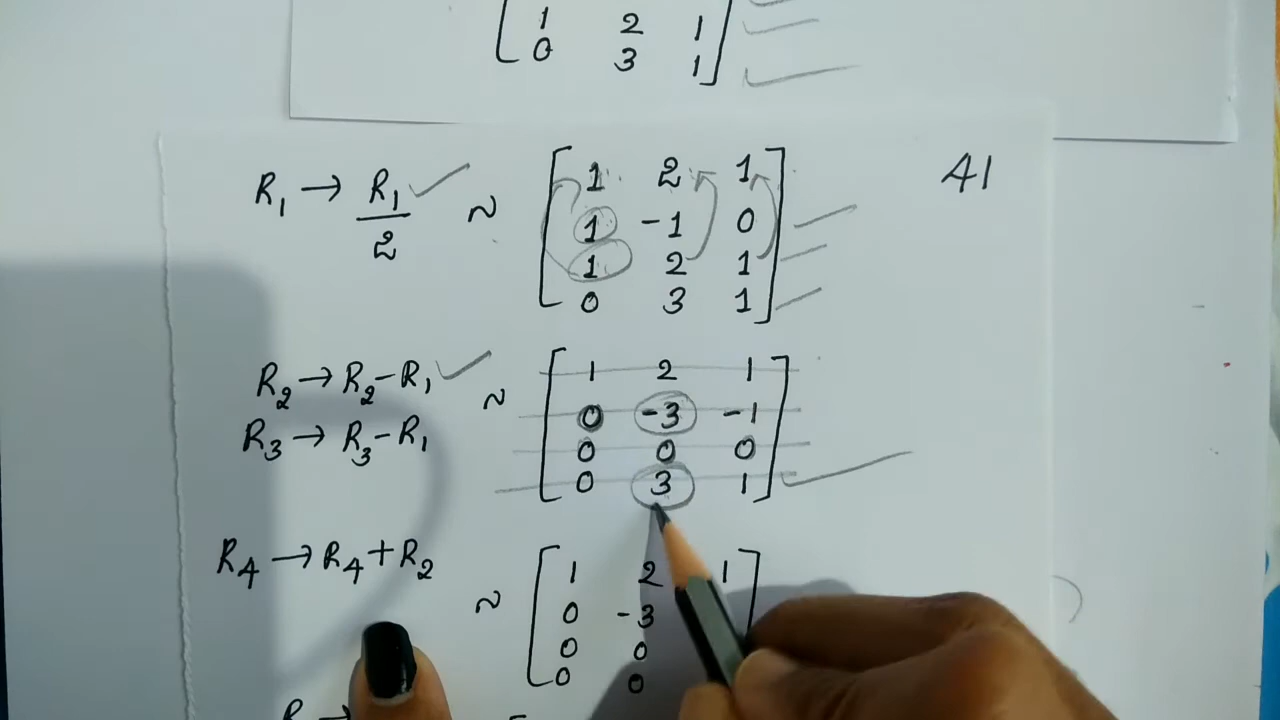 1 2 1
0 3 1
41
R₁ → R₁/2 ~ [1 2 1
1 -1 0
1 2 1
0 3 1]
R₂ → R₂-R₁
R₃ → R₃-R₁
~ [1 2 1
0 -3 -1
0 0 0
0 3 1]
R₄ → R₄+R₂
~ [1 2 1
0 -3
0 0
0 0